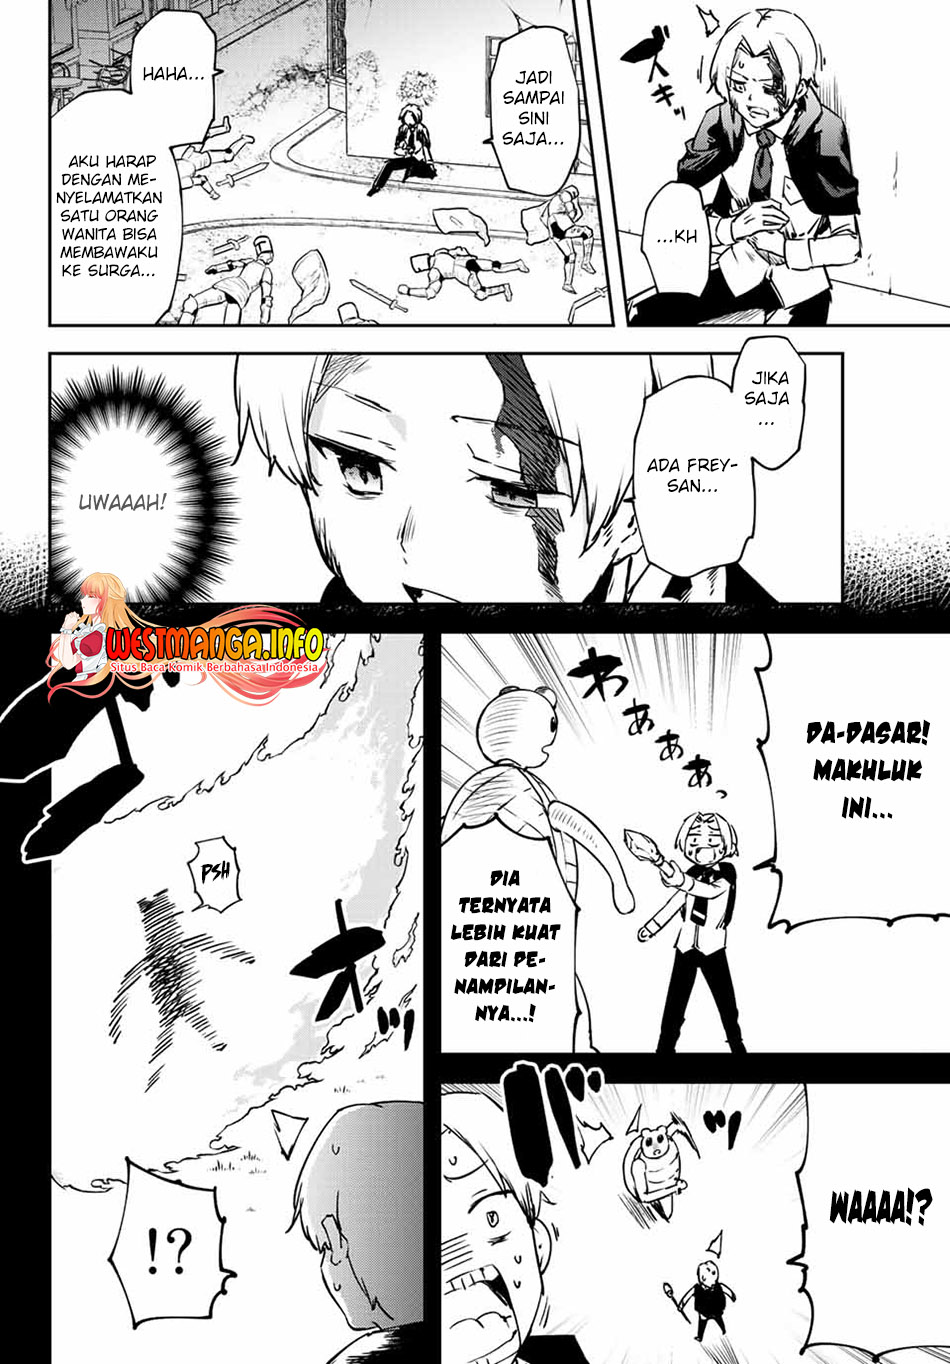 ...KH
JADI
SAMPAI
SINI
SAJA...
HAHA...
AKU HARAP
DENGAN ME-
NYELAMATKAN
SATU ORANG
WANITA BISA
MEMBAWAKU
KE SURGA...
JIKA
SAJA
...
ADA FREY-
SAN...
UWAAAH!
WESTMANGA.INFO
Situs Baca Komik Berbahasa Indonesia
DA-DASAR!
MAKHLUK
INI...
わぁぁぁぁっ
DIA
TERNYATA
LEBIH KUAT
DARI PE-
NAMPILAN-
NYA...!
PSH
WAAAA!?
!?